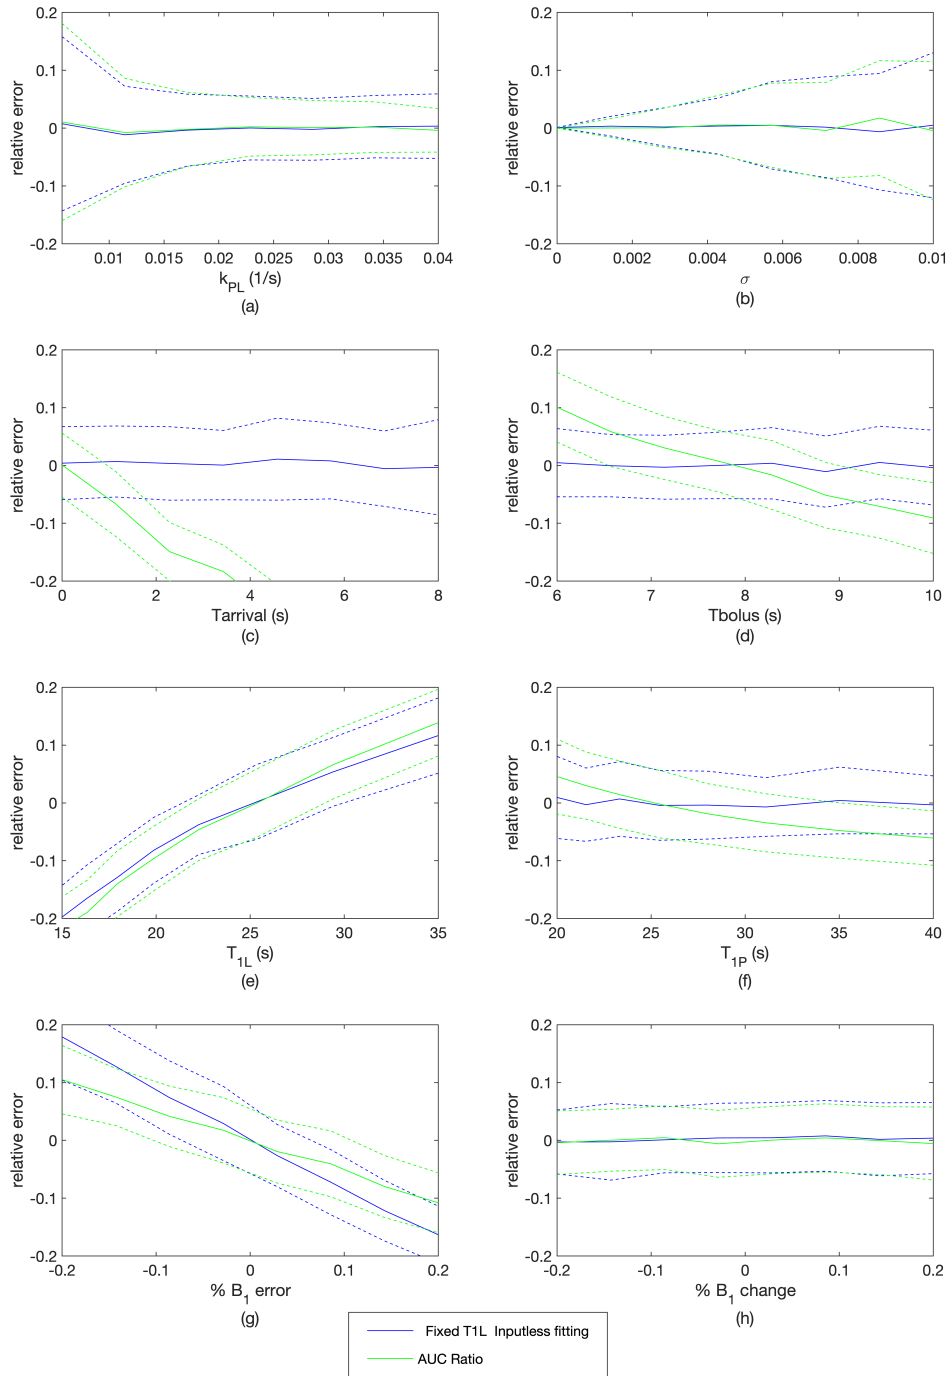 0.2
0.1
0
-0.1
-0.2
relative error
0.01 0.015 0.02 0.025 0.03 0.035 0.04
k_PL (1/s)
(a)
0.2
0.1
0
-0.1
-0.2
relative error
0 0.002 0.004 0.006 0.008 0.01
σ
(b)
0.2
0.1
0
-0.1
-0.2
relative error
0 2 4 6 8
Tarrival (s)
(c)
0.2
0.1
0
-0.1
-0.2
relative error
6 7 8 9 10
Tbolus (s)
(d)
0.2
0.1
0
-0.1
-0.2
relative error
15 20 25 30 35
T_1L (s)
(e)
0.2
0.1
0
-0.1
-0.2
relative error
20 25 30 35 40
T_1P (s)
(f)
0.2
0.1
0
-0.1
-0.2
relative error
-0.2 -0.1 0 0.1 0.2
% B_1 error
(g)
0.2
0.1
0
-0.1
-0.2
relative error
-0.2 -0.1 0 0.1 0.2
% B_1 change
(h)
Fixed T1L Inputless fitting
AUC Ratio